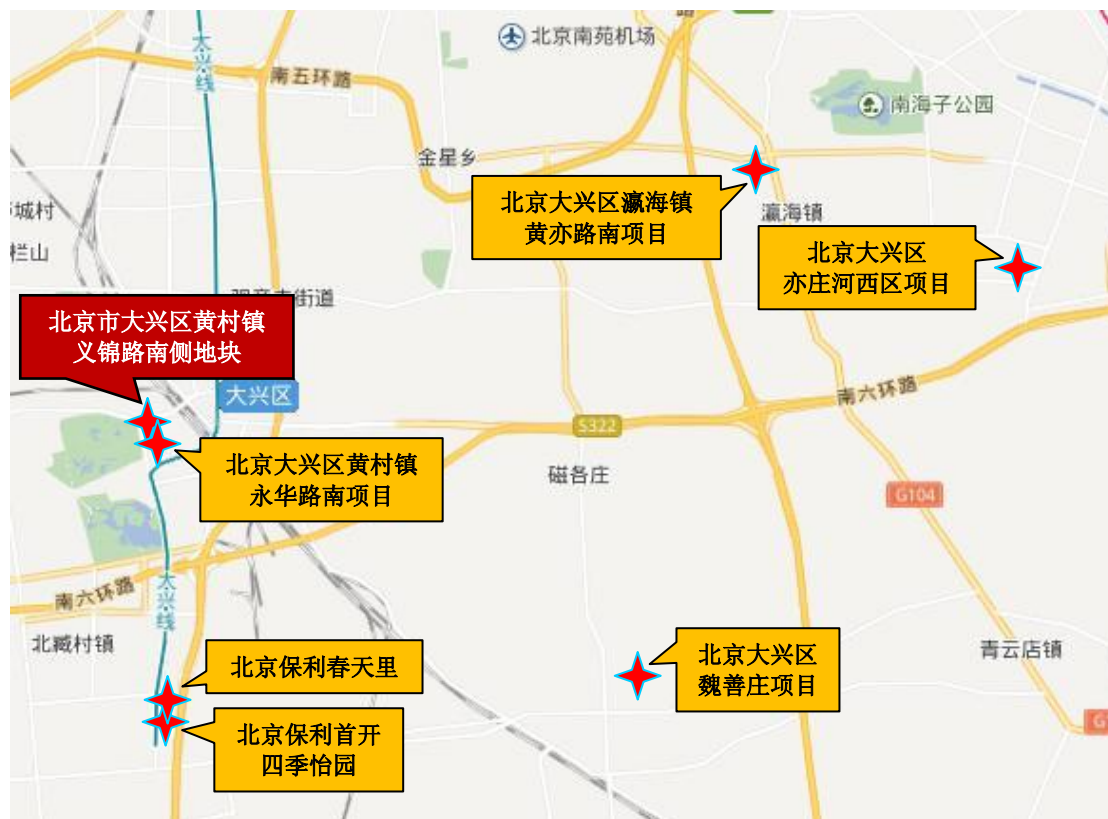 大兴线
北京南苑机场
路
南五环路
南海子公园
金星乡
城村
栏山
北京大兴区瀛海镇
黄亦路南项目
瀛海镇
北京大兴区
亦庄河西区项目
街道
北京市大兴区黄村镇
义锦路南侧地块
大兴区
南六环路
S322
北京大兴区黄村镇
永华路南项目
磁各庄
G104
南六环路
大兴线
北臧村镇
北京保利春天里
北京大兴区
魏善庄项目
青云店镇
北京保利首开
四季怡园